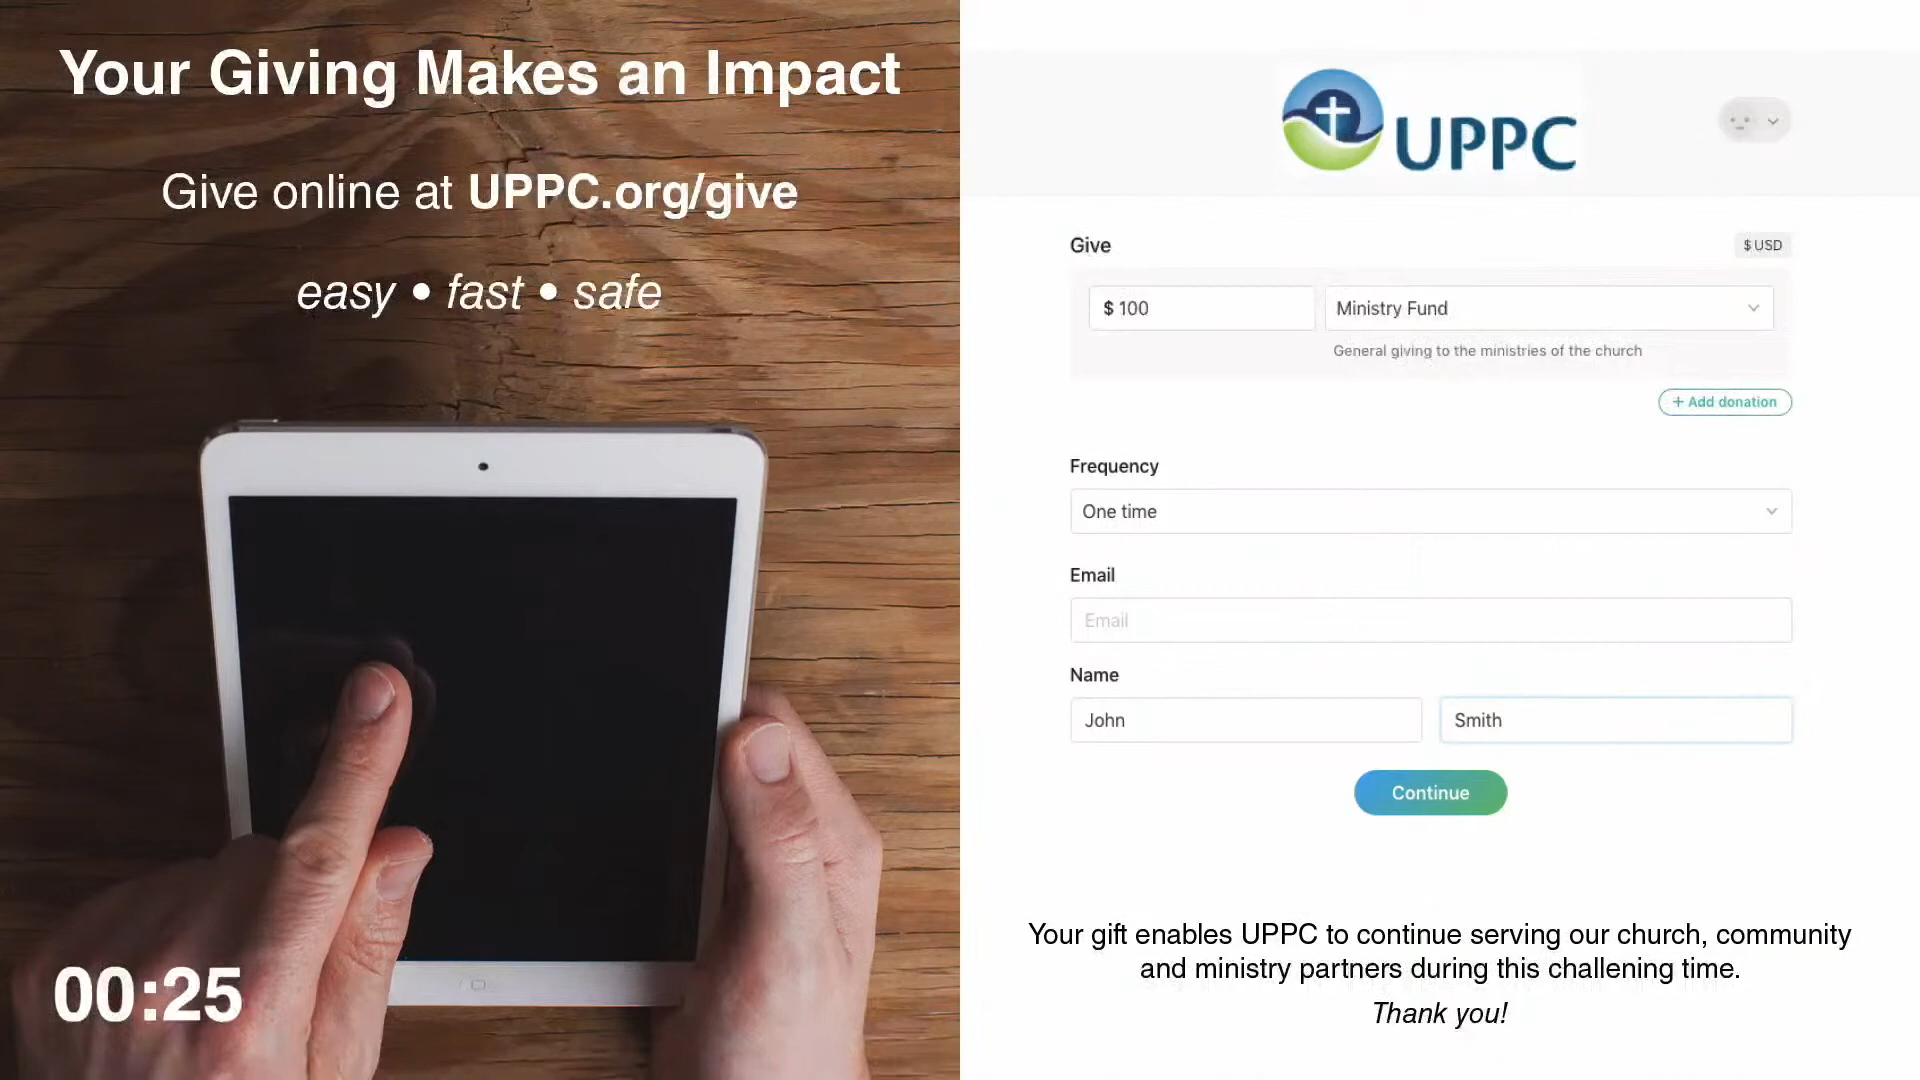 Your Giving Makes an Impact
Give online at UPPC.org/give
easy • fast • safe
00:25
UPPC
Give
$ USD
$ 100
Ministry Fund
General giving to the ministries of the church
+ Add donation
Frequency
One time
Email
Email
Name
John
Smith
Continue
Your gift enables UPPC to continue serving our church, community
and ministry partners during this challening time.
Thank you!